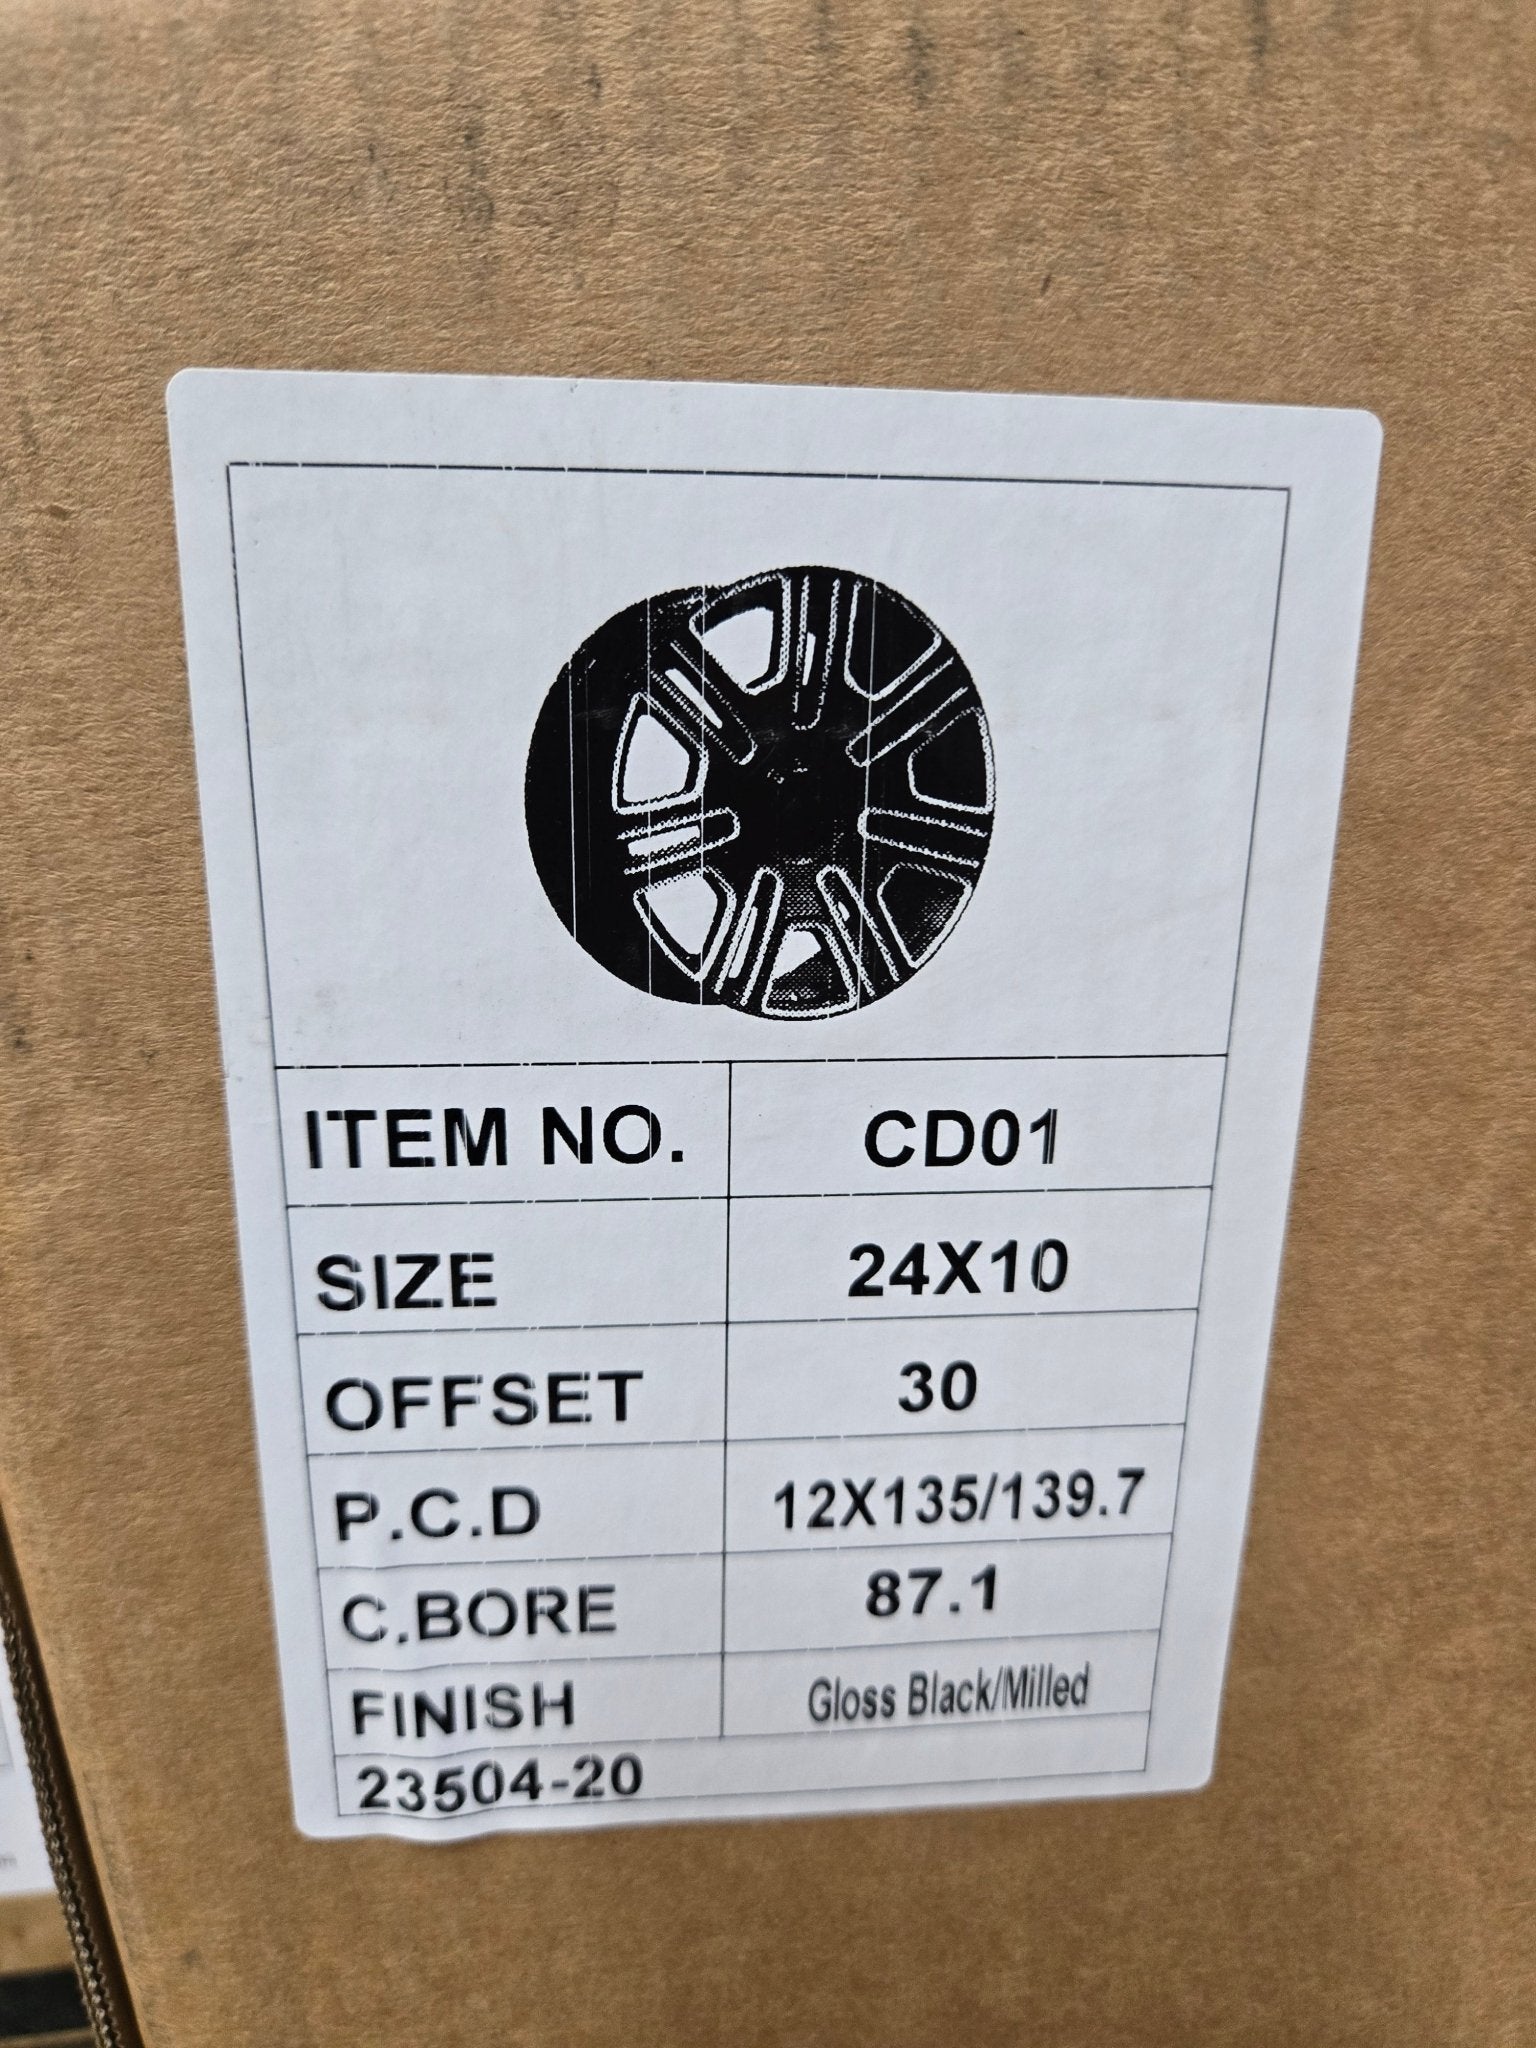 ITEM NO. CD01
SIZE 24X10
OFFSET 30
P.C.D 12X135/139.7
C.BORE 87.1
FINISH Gloss Black/Milled
23504-20